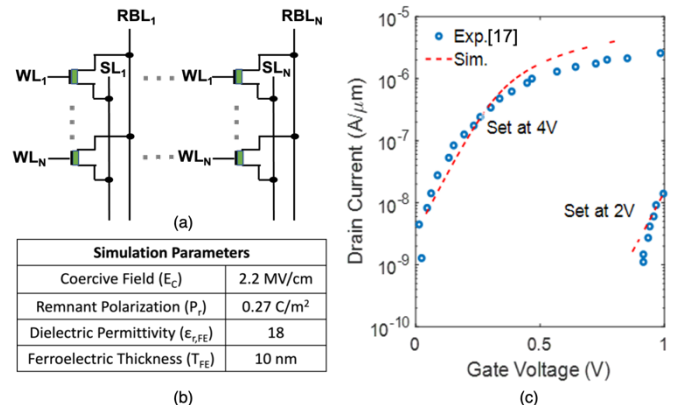 RBL₁ RBLₙ
WL₁ SL₁ WL₁ SLₙ
WLₙ WLₙ
(a)
Simulation Parameters
Coercive Field (E_C) 2.2 MV/cm
Remnant Polarization (Pᵣ) 0.27 C/m²
Dielectric Permittivity (ε_r,FE) 18
Ferroelectric Thickness (T_FE) 10 nm
(b)
Drain Current (A/μm)
10⁻⁵
10⁻⁶
10⁻⁷
10⁻⁸
10⁻⁹
10⁻¹⁰
Exp.[17]
Sim.
Set at 4V
Set at 2V
0 0.5 1
Gate Voltage (V)
(c)